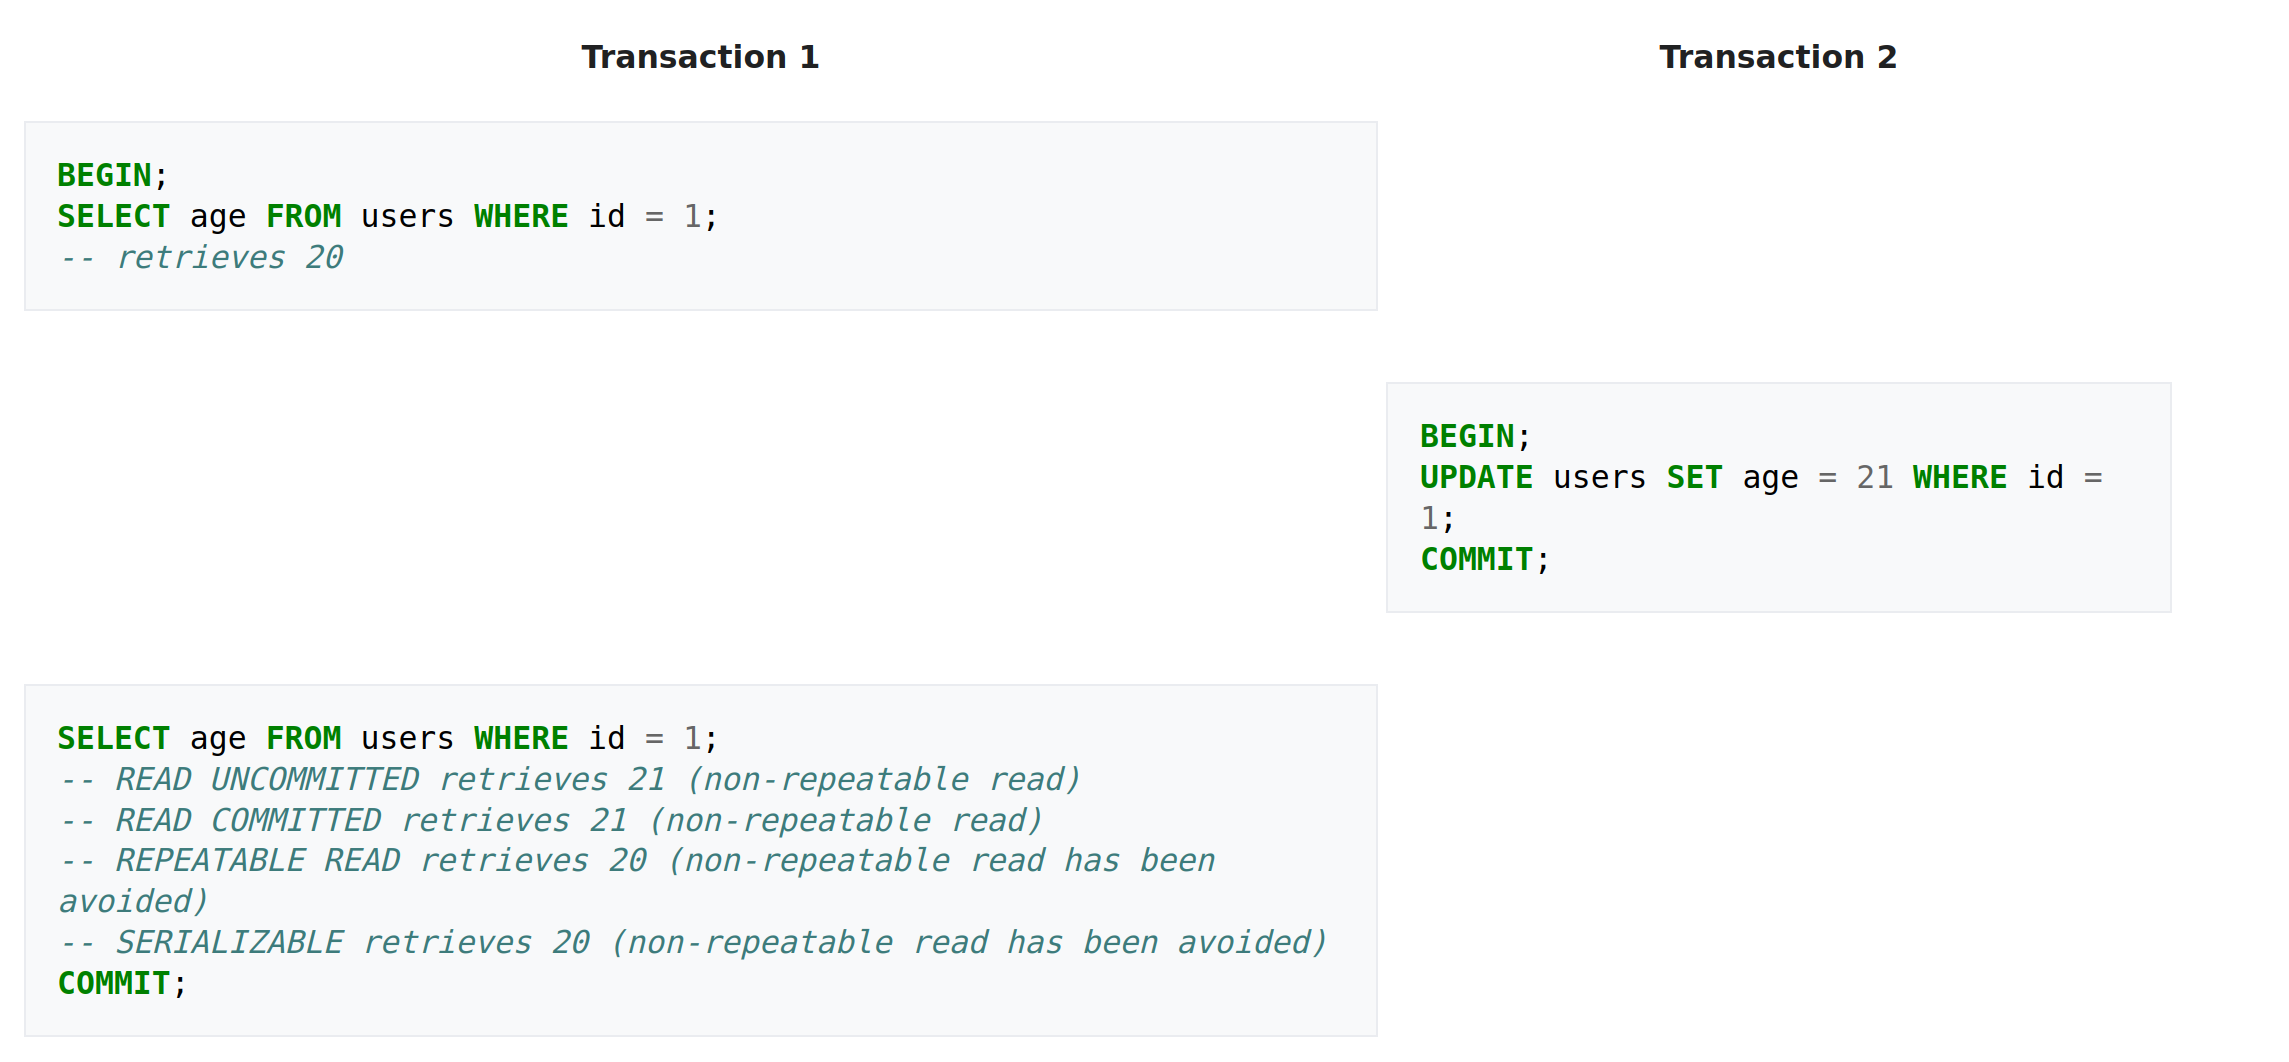 Transaction 1
Transaction 2
BEGIN;
SELECT age FROM users WHERE id = 1;
-- retrieves 20
BEGIN;
UPDATE users SET age = 21 WHERE id =
1;
COMMIT;
SELECT age FROM users WHERE id = 1;
-- READ UNCOMMITTED retrieves 21 (non-repeatable read)
-- READ COMMITTED retrieves 21 (non-repeatable read)
-- REPEATABLE READ retrieves 20 (non-repeatable read has been
avoided)
-- SERIALIZABLE retrieves 20 (non-repeatable read has been avoided)
COMMIT;